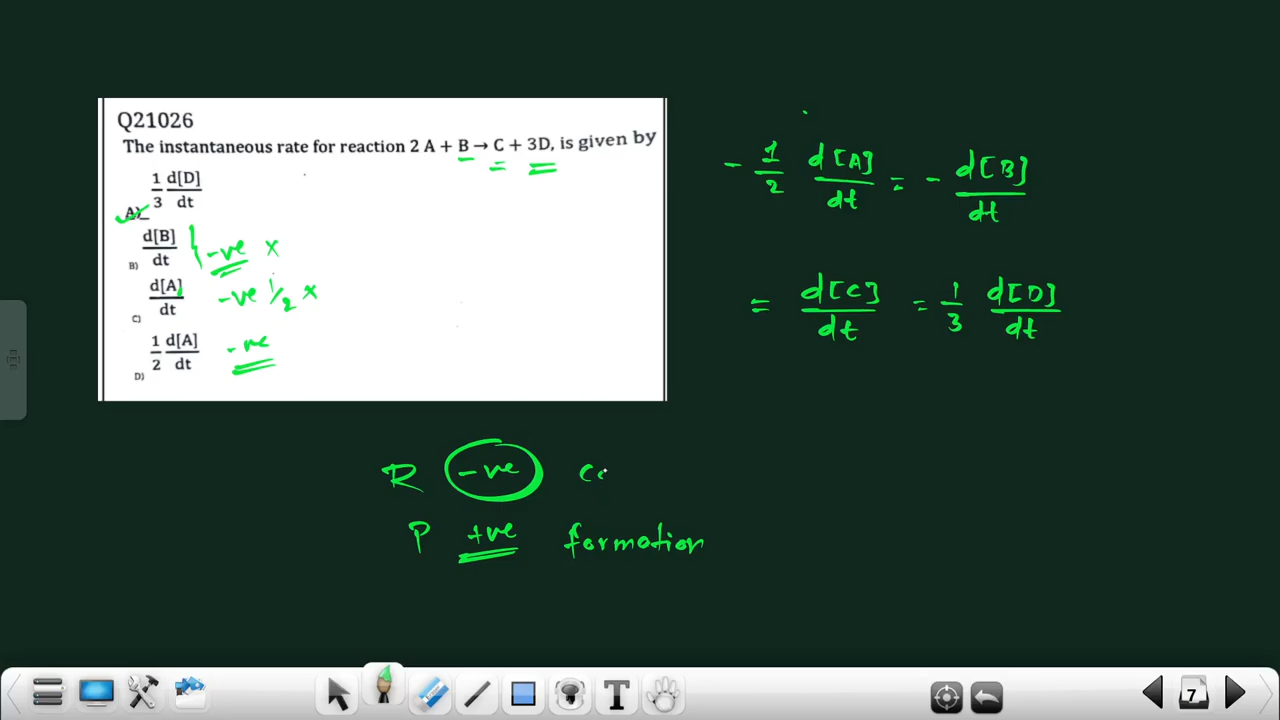 Q21026
The instantaneous rate for reaction 2 A + B → C + 3D, is given by
A) 1/3 d[D]/dt
B) d[B]/dt -ve x
C) d[A]/dt -ve 1/2 x
D) 1/2 d[A]/dt -ve
- 1/2 d[A]/dt = - d[B]/dt
= d[C]/dt = 1/3 d[D]/dt
R -ve
P +ve formation
7